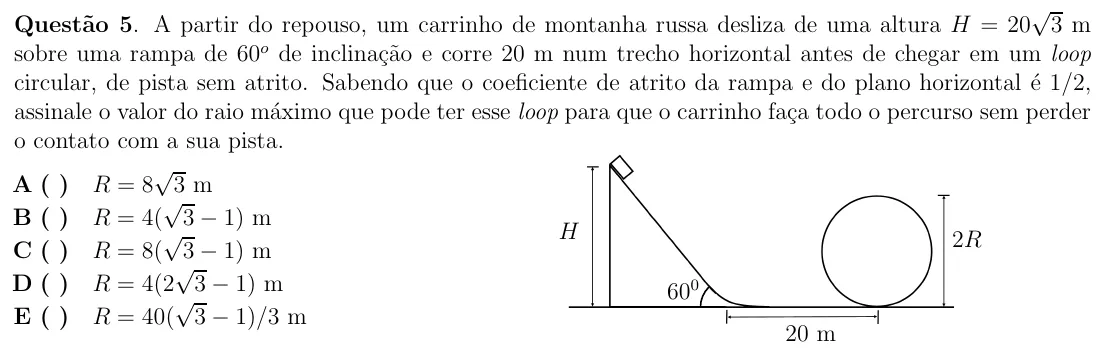 Questão 5. A partir do repouso, um carrinho de montanha russa desliza de uma altura H = 20√3 m
sobre uma rampa de 60º de inclinação e corre 20 m num trecho horizontal antes de chegar em um loop
circular, de pista sem atrito. Sabendo que o coeficiente de atrito da rampa e do plano horizontal é 1/2,
assinale o valor do raio máximo que pode ter esse loop para que o carrinho faça todo o percurso sem perder
o contato com a sua pista.
A ( ) R = 8√3 m
B ( ) R = 4(√3 − 1) m
C ( ) R = 8(√3 − 1) m
D ( ) R = 4(2√3 − 1) m
E ( ) R = 40(√3 − 1)/3 m
H
60⁰
2R
20 m